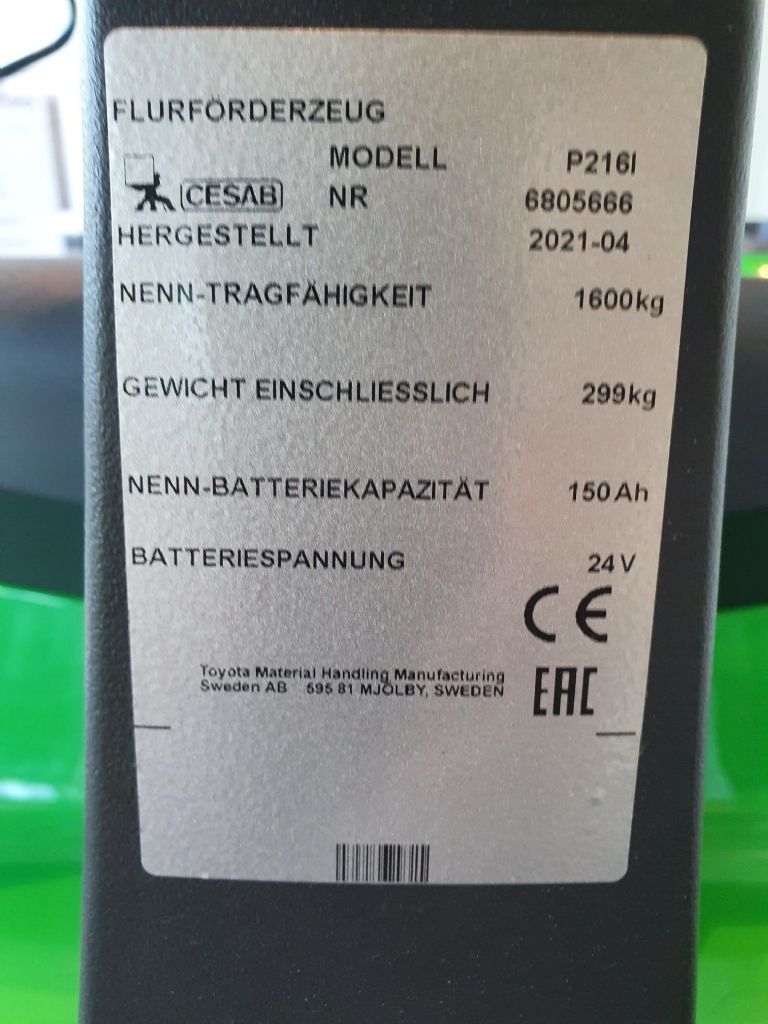 FLURFÖRDERZEUG
MODELL P216I
CESAB NR 6805666
HERGESTELLT 2021-04
NENN-TRAGFÄHIGKEIT 1600kg
GEWICHT EINSCHLIESSLICH 299kg
NENN-BATTERIEKAPAZITÄT 150Ah
BATTERIESPANNUNG 24V
CE
Toyota Material Handling Manufacturing
Sweden AB 595 81 MJÖLBY, SWEDEN
EAC